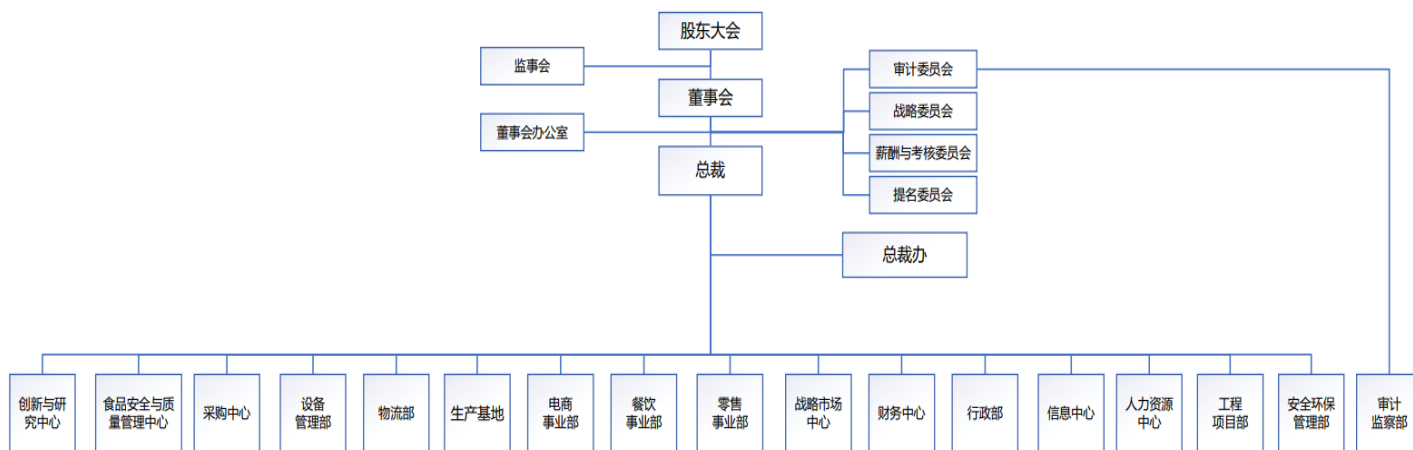 股东大会
监事会
审计委员会
董事会
战略委员会
董事会办公室
薪酬与考核委员会
总裁
提名委员会
总裁办
创新与研
究中心
食品安全与质
量管理中心
采购中心
设备
管理部
物流部
生产基地
电商
事业部
餐饮
事业部
零售
事业部
战略市场
中心
财务中心
行政部
信息中心
人力资源
中心
工程
项目部
安全环保
管理部
审计
监察部